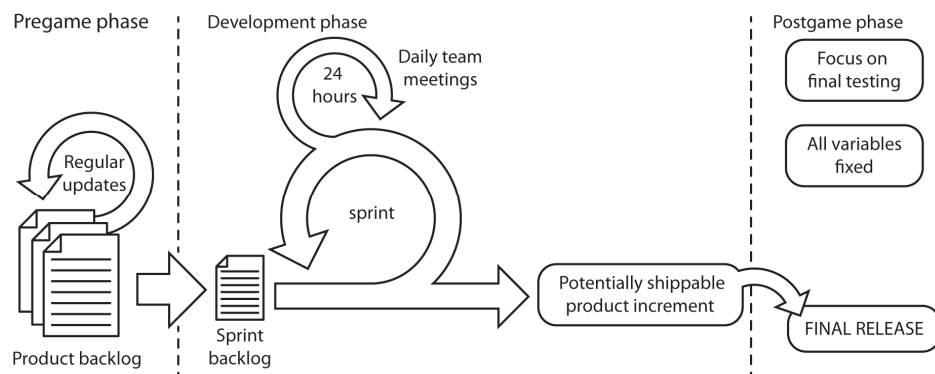 Pregame phase
Regular
updates
Product backlog
Development phase
24
hours
Daily team
meetings
sprint
Sprint
backlog
Potentially shippable
product increment
Postgame phase
Focus on
final testing
All variables
fixed
FINAL RELEASE